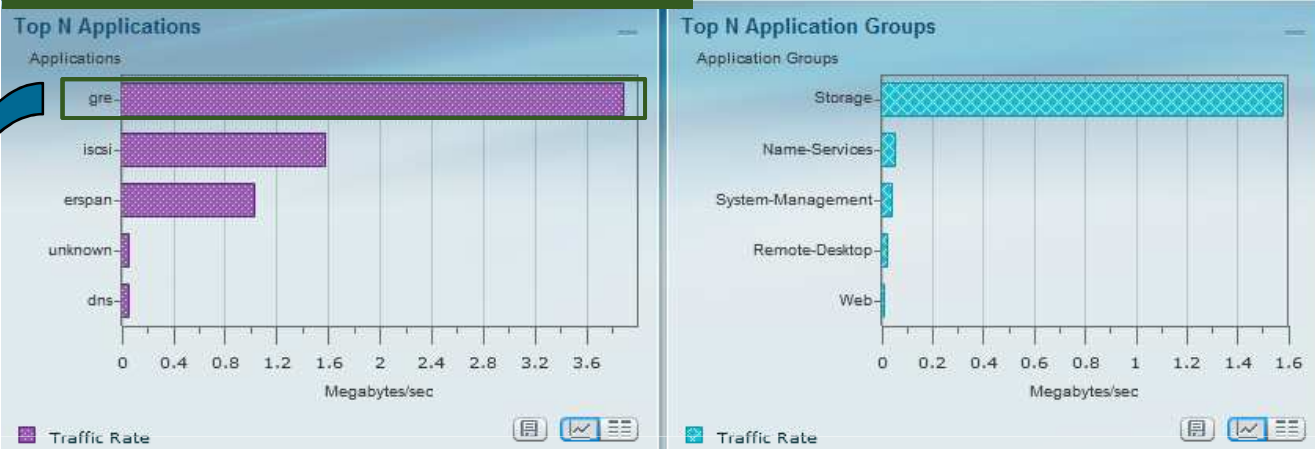 Top N Applications
Applications
gre
iscsi
erspan
unknown
dns
0 0.4 0.8 1.2 1.6 2 2.4 2.8 3.2 3.6
Megabytes/sec
Traffic Rate
Top N Application Groups
Application Groups
Storage
Name-Services
System-Management
Remote-Desktop
Web
0 0.2 0.4 0.6 0.8 1 1.2 1.4 1.6
Megabytes/sec
Traffic Rate